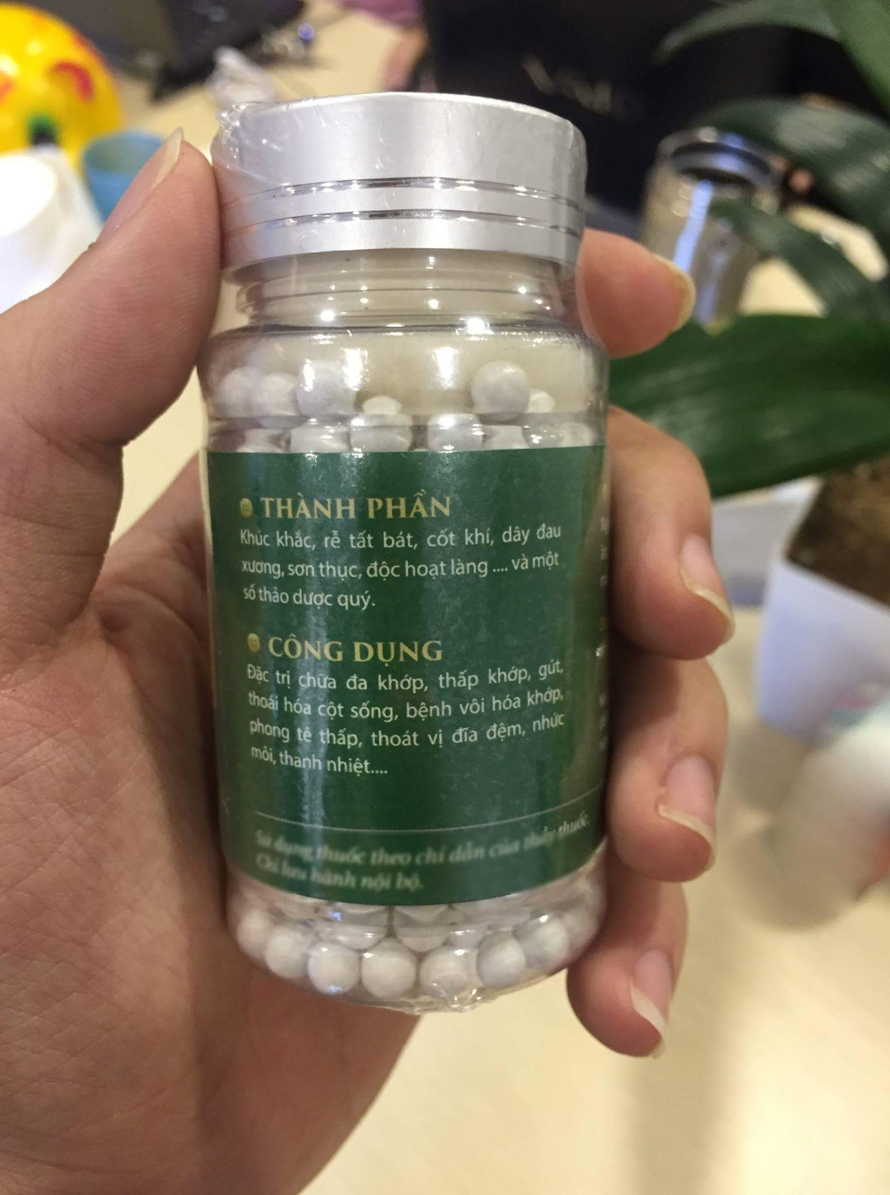 THÀNH PHẦN
Khúc khắc, rễ tất bát, cốt khí, dây đau
xương, sơn thục, độc hoạt làng .... và một
số thảo dược quý.
CÔNG DỤNG
Đặc trị chữa đa khớp, thấp khớp, gút,
thoái hóa cột sống, bệnh vôi hóa khớp,
phong tê thấp, thoát vị đĩa đệm, nhức
mỏi, thanh nhiệt....
Sử dụng thuốc theo chỉ dẫn của thầy thuốc.
Chỉ lưu hành nội bộ.